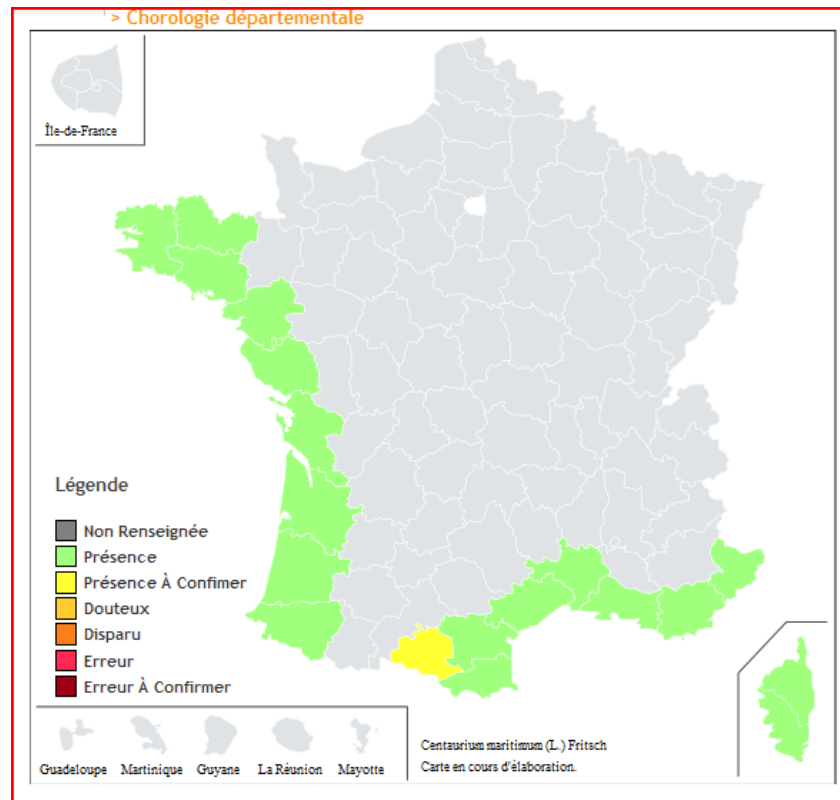 > Chorologie départementale
Île-de-France
Légende
Non Renseignée
Présence
Présence À Confimer
Douteux
Disparu
Erreur
Erreur À Confirmer
Guadeloupe Martinique Guyane La Réunion Mayotte
Centaurium maritimum (L.) Fritsch
Carte en cours d'élaboration.